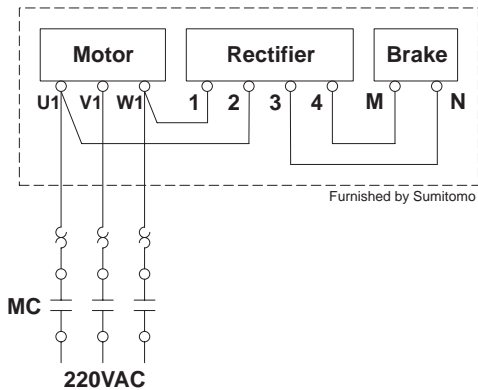 Motor Rectifier Brake
U1 V1 W1 1 2 3 4 M N
Furnished by Sumitomo
MC
220VAC